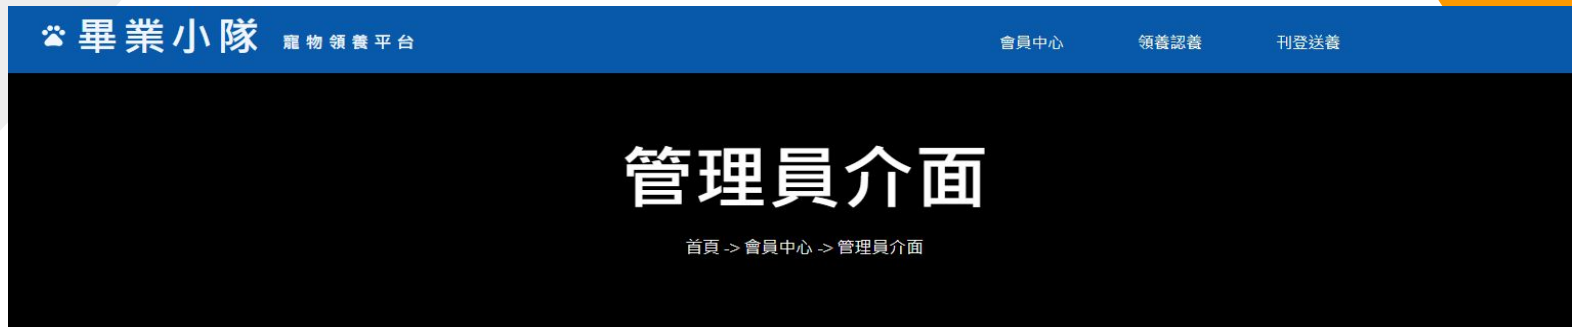 畢業小隊 寵物領養平台 會員中心 領養認養 刊登送養
管理員介面
首頁 -> 會員中心 -> 管理員介面